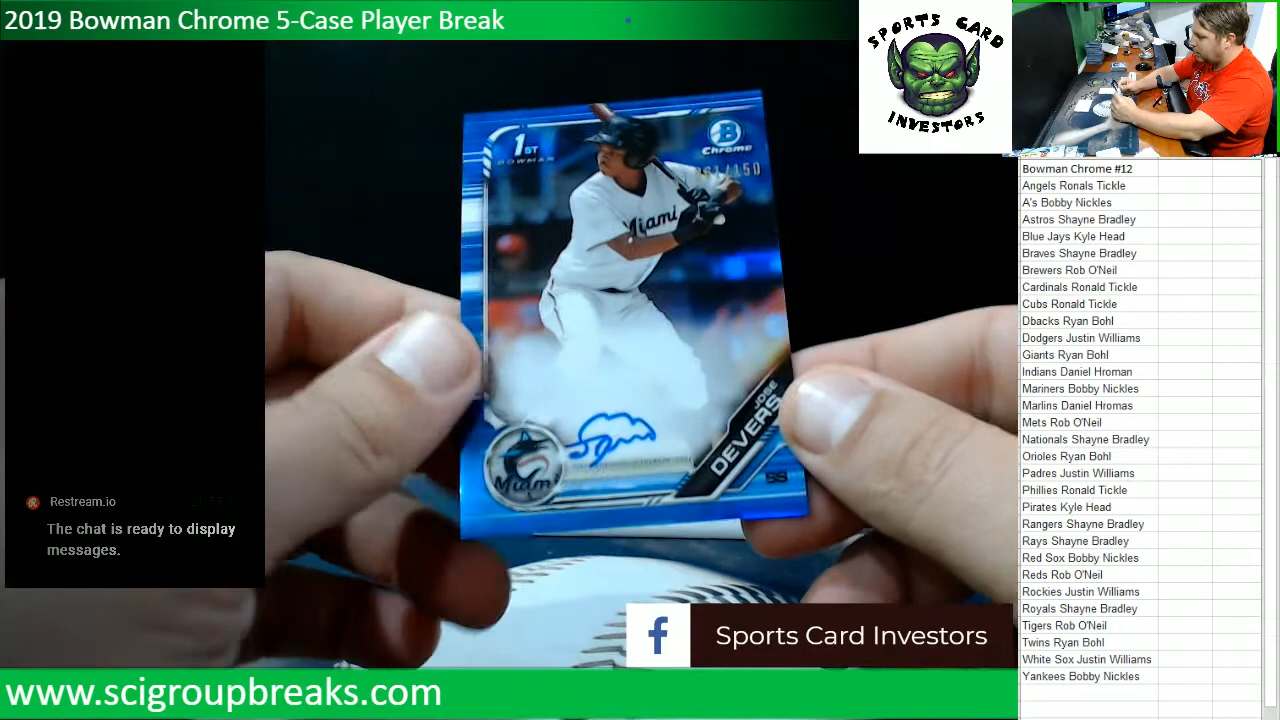 2019 Bowman Chrome 5-Case Player Break
SPORTS CARD
INVESTORS
1ST
BOWMAN
B
Chrome
/150
Miami
JOSE
DEVERS
SS
Miami
Restream.io
The chat is ready to display
messages.
Sports Card Investors
www.scigroupbreaks.com
Bowman Chrome #12
Angels Ronals Tickle
A's Bobby Nickles
Astros Shayne Bradley
Blue Jays Kyle Head
Braves Shayne Bradley
Brewers Rob O'Neil
Cardinals Ronald Tickle
Cubs Ronald Tickle
Dbacks Ryan Bohl
Dodgers Justin Williams
Giants Ryan Bohl
Indians Daniel Hroman
Mariners Bobby Nickles
Marlins Daniel Hromas
Mets Rob O'Neil
Nationals Shayne Bradley
Orioles Ryan Bohl
Padres Justin Williams
Phillies Ronald Tickle
Pirates Kyle Head
Rangers Shayne Bradley
Rays Shayne Bradley
Red Sox Bobby Nickles
Reds Rob O'Neil
Rockies Justin Williams
Royals Shayne Bradley
Tigers Rob O'Neil
Twins Ryan Bohl
White Sox Justin Williams
Yankees Bobby Nickles